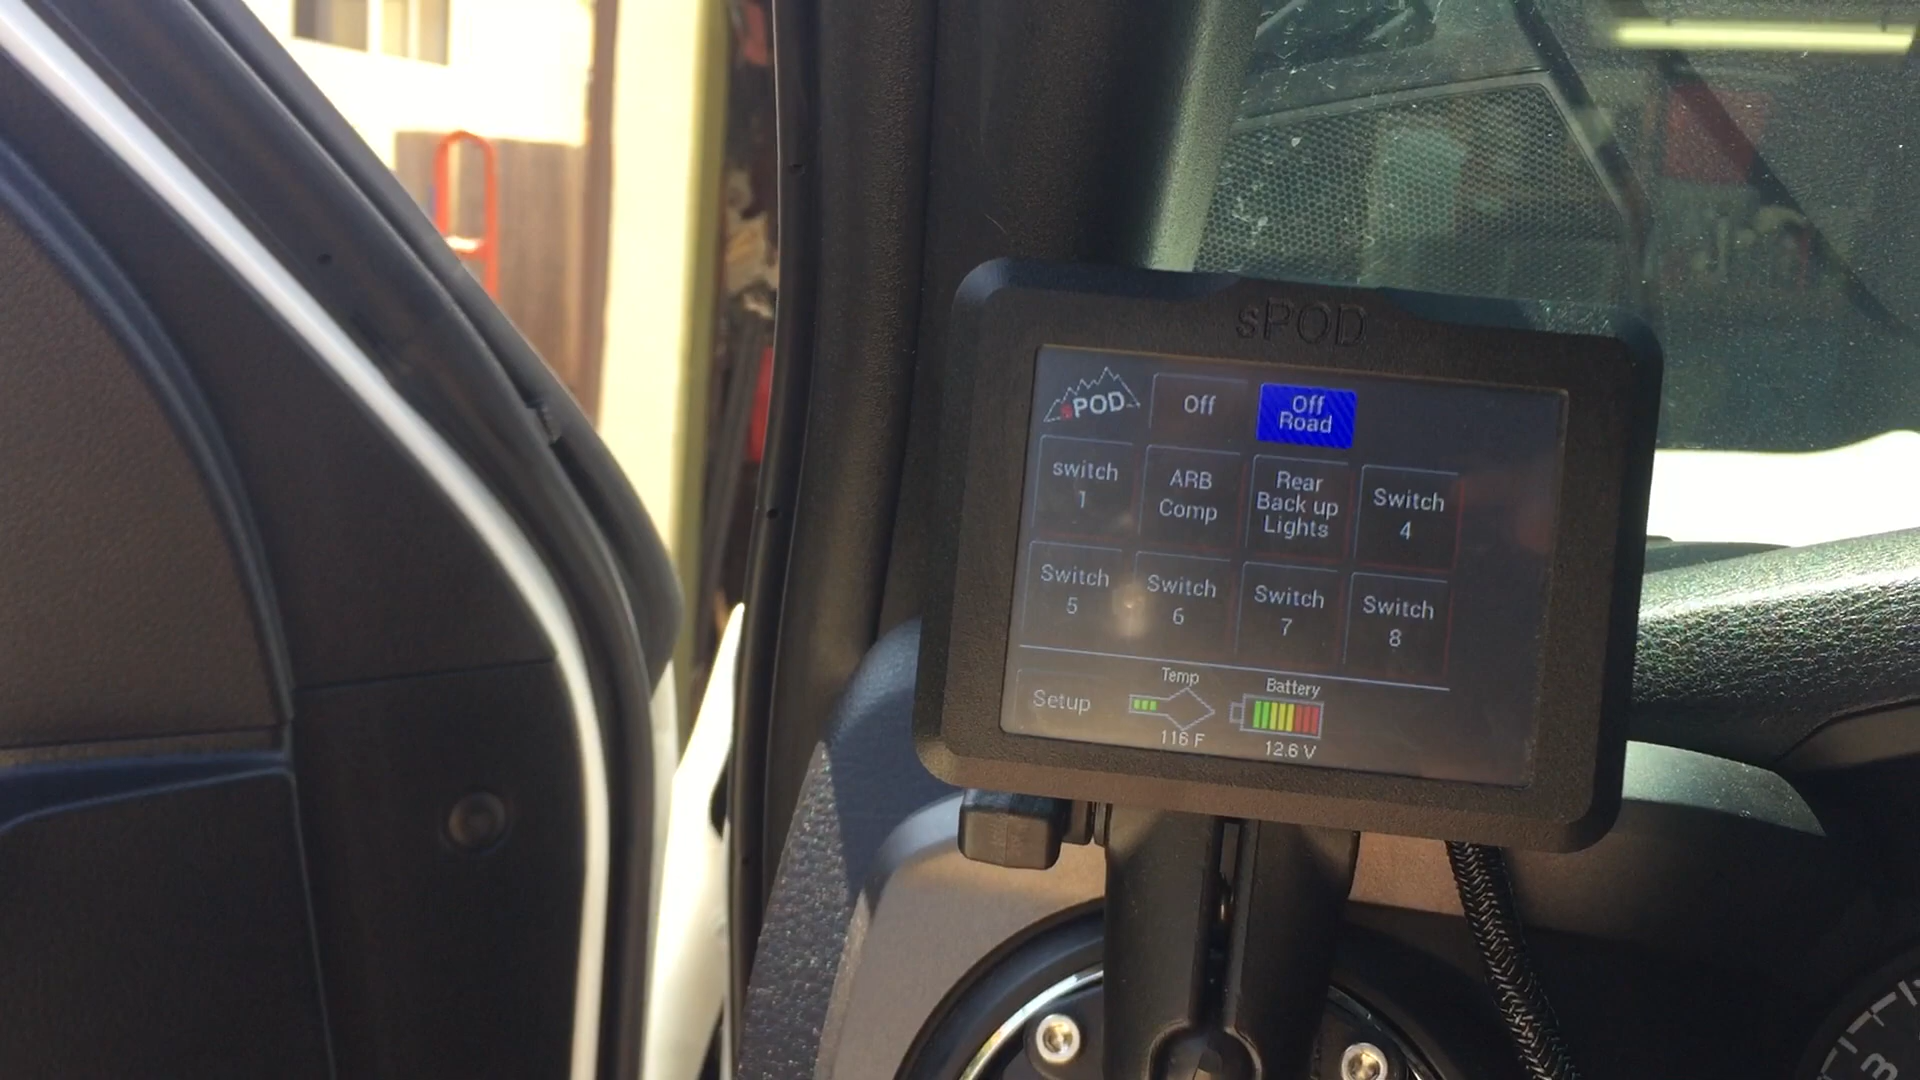 sPOD
sPOD
Off
Off
Road
switch
1
ARB
Comp
Rear
Back up
Lights
Switch
4
Switch
5
Switch
6
Switch
7
Switch
8
Setup
Temp
116 F
Battery
12.6 V
3